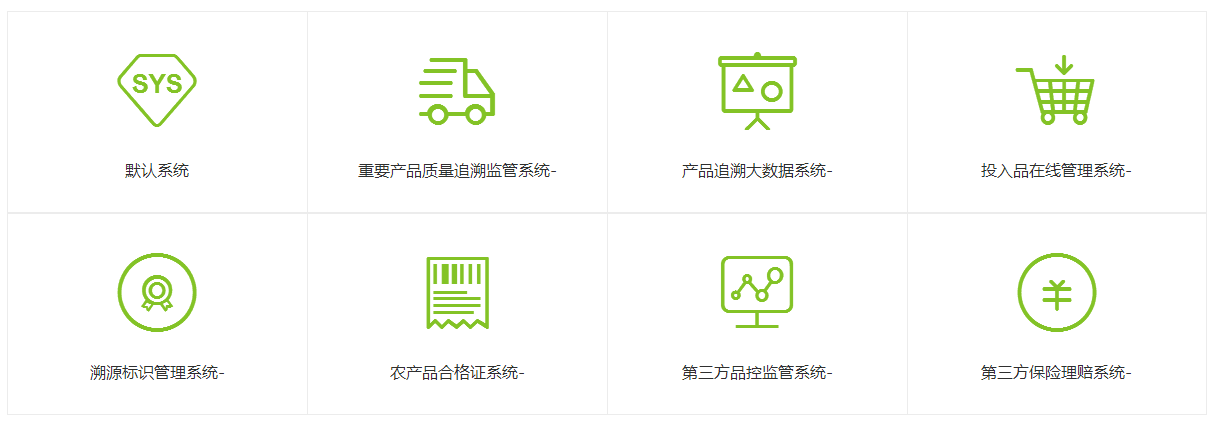 SYS
默认系统
重要产品质量追溯监管系统-
产品追溯大数据系统-
投入品在线管理系统-
溯源标识管理系统-
农产品合格证系统-
第三方品控监管系统-
第三方保险理赔系统-